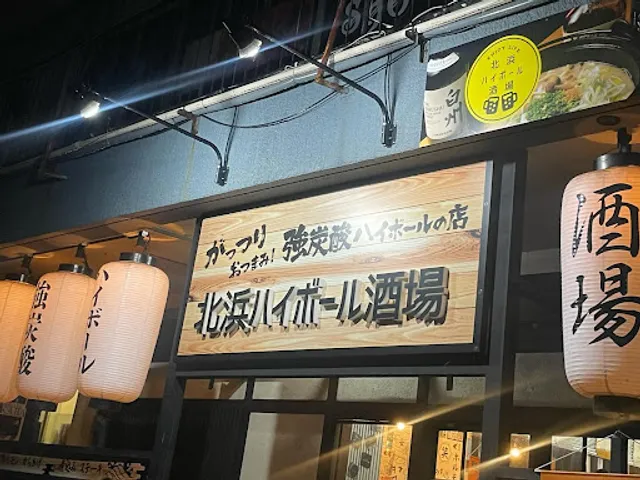 ENJOY LIFE
北浜
ハイボール
酒場
白州
がっつり
おつまみ!
強炭酸ハイボールの店
北浜ハイボール酒場
強炭酸
ハイボール
酒場